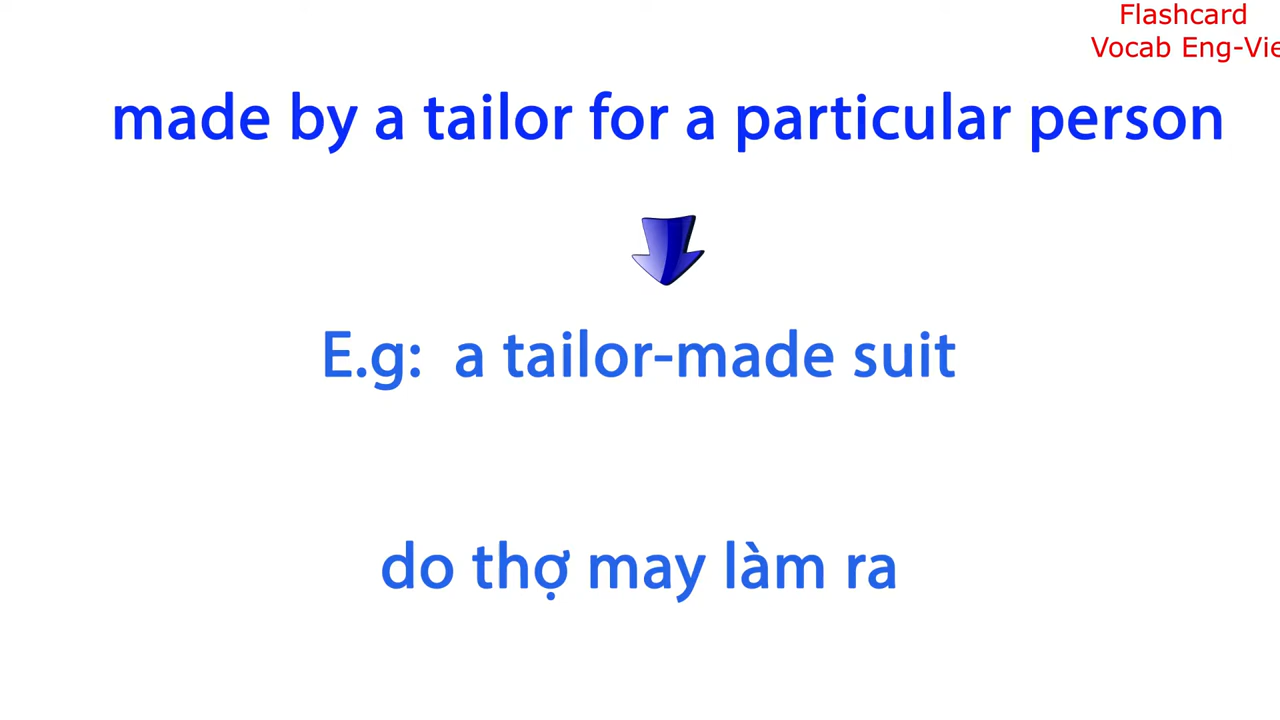 Flashcard
Vocab Eng-Vie
made by a tailor for a particular person
E.g: a tailor-made suit
do thợ may làm ra